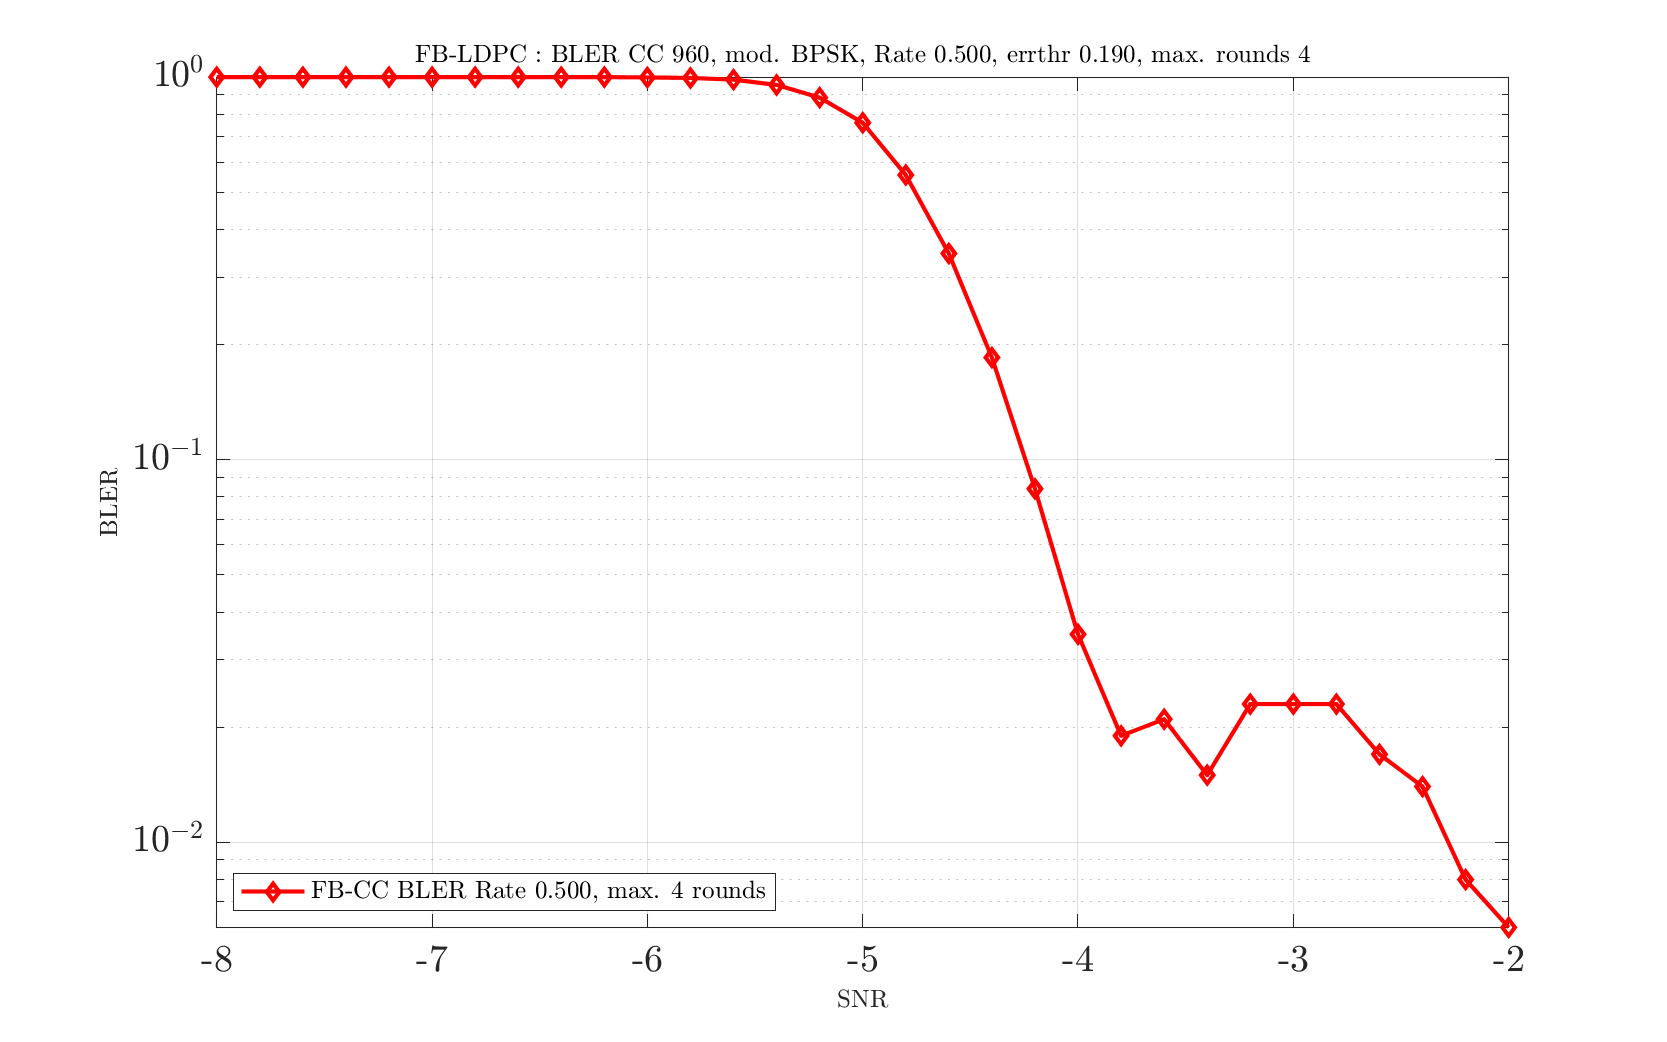 FB-LDPC : BLER CC 960, mod. BPSK, Rate 0.500, errthr 0.190, max. rounds 4
10^0
10^{-1}
BLER
10^{-2}
FB-CC BLER Rate 0.500, max. 4 rounds
-8 -7 -6 -5 -4 -3 -2
SNR